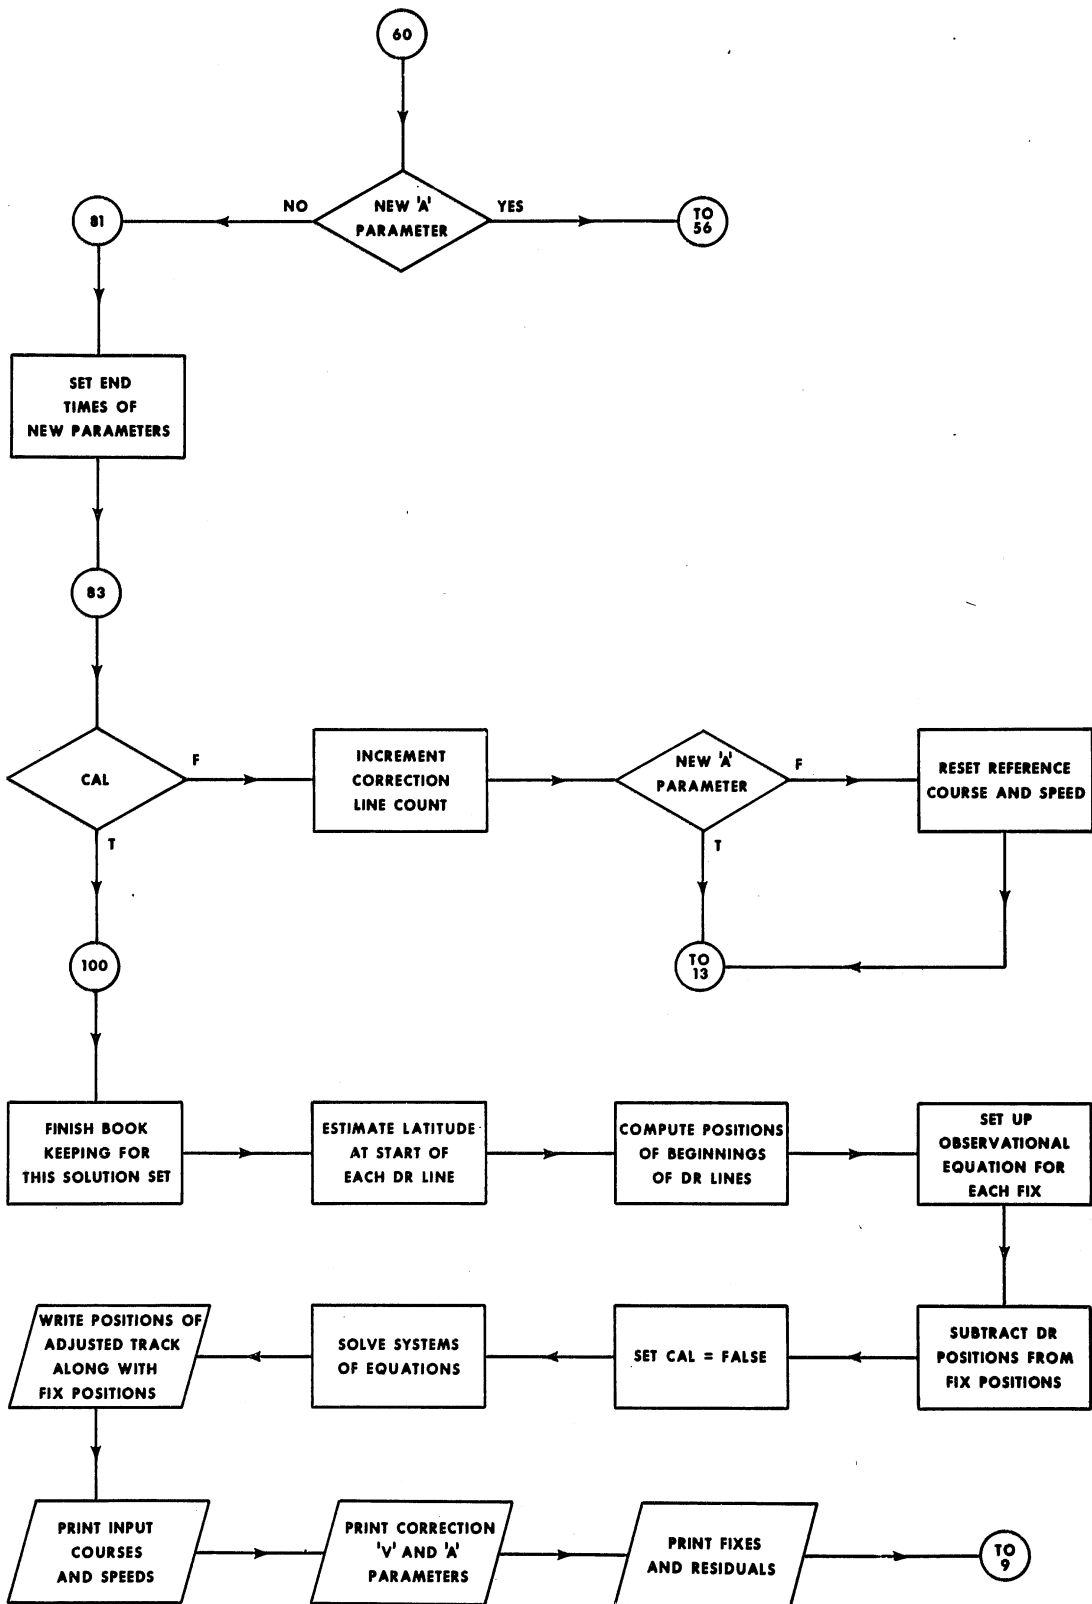 60
NO
NEW 'A'
PARAMETER
YES
81
TO
56
SET END
TIMES OF
NEW PARAMETERS
83
CAL
F
T
INCREMENT
CORRECTION
LINE COUNT
NEW 'A'
PARAMETER
F
T
RESET REFERENCE
COURSE AND SPEED
100
TO
13
FINISH BOOK
KEEPING FOR
THIS SOLUTION SET
ESTIMATE LATITUDE
AT START OF
EACH DR LINE
COMPUTE POSITIONS
OF BEGINNINGS
OF DR LINES
SET UP
OBSERVATIONAL
EQUATION FOR
EACH FIX
SUBTRACT DR
POSITIONS FROM
FIX POSITIONS
SET CAL = FALSE
SOLVE SYSTEMS
OF EQUATIONS
WRITE POSITIONS OF
ADJUSTED TRACK
ALONG WITH
FIX POSITIONS
PRINT INPUT
COURSES
AND SPEEDS
PRINT CORRECTION
'V' AND 'A'
PARAMETERS
PRINT FIXES
AND RESIDUALS
TO
9